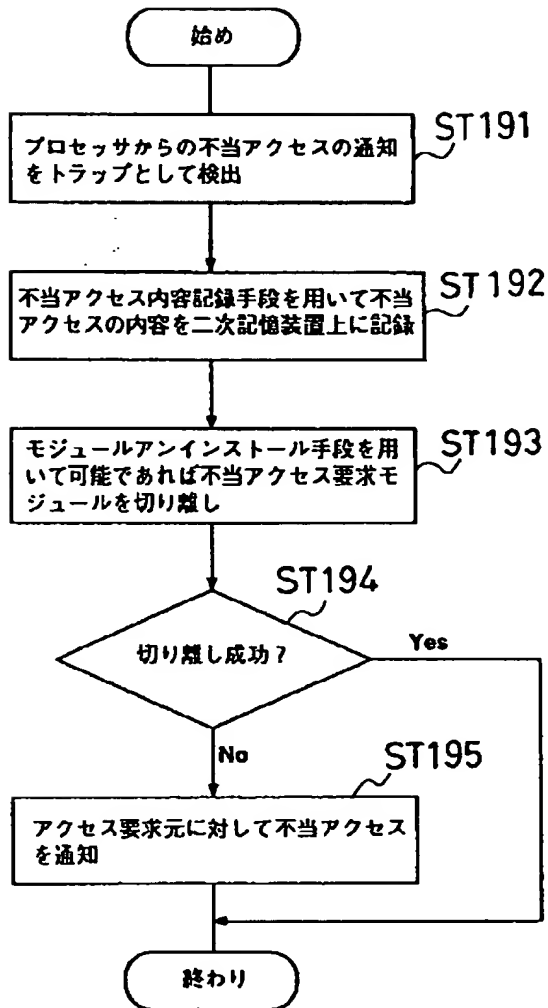 始め
ST191
プロセッサからの不当アクセスの通知
をトラップとして検出
ST192
不当アクセス内容記録手段を用いて不当
アクセスの内容を二次記憶装置上に記録
ST193
モジュールアンインストール手段を用
いて可能であれば不当アクセス要求モ
ジュールを切り離し
ST194
切り離し成功？
Yes
No
ST195
アクセス要求元に対して不当アクセス
を通知
終わり